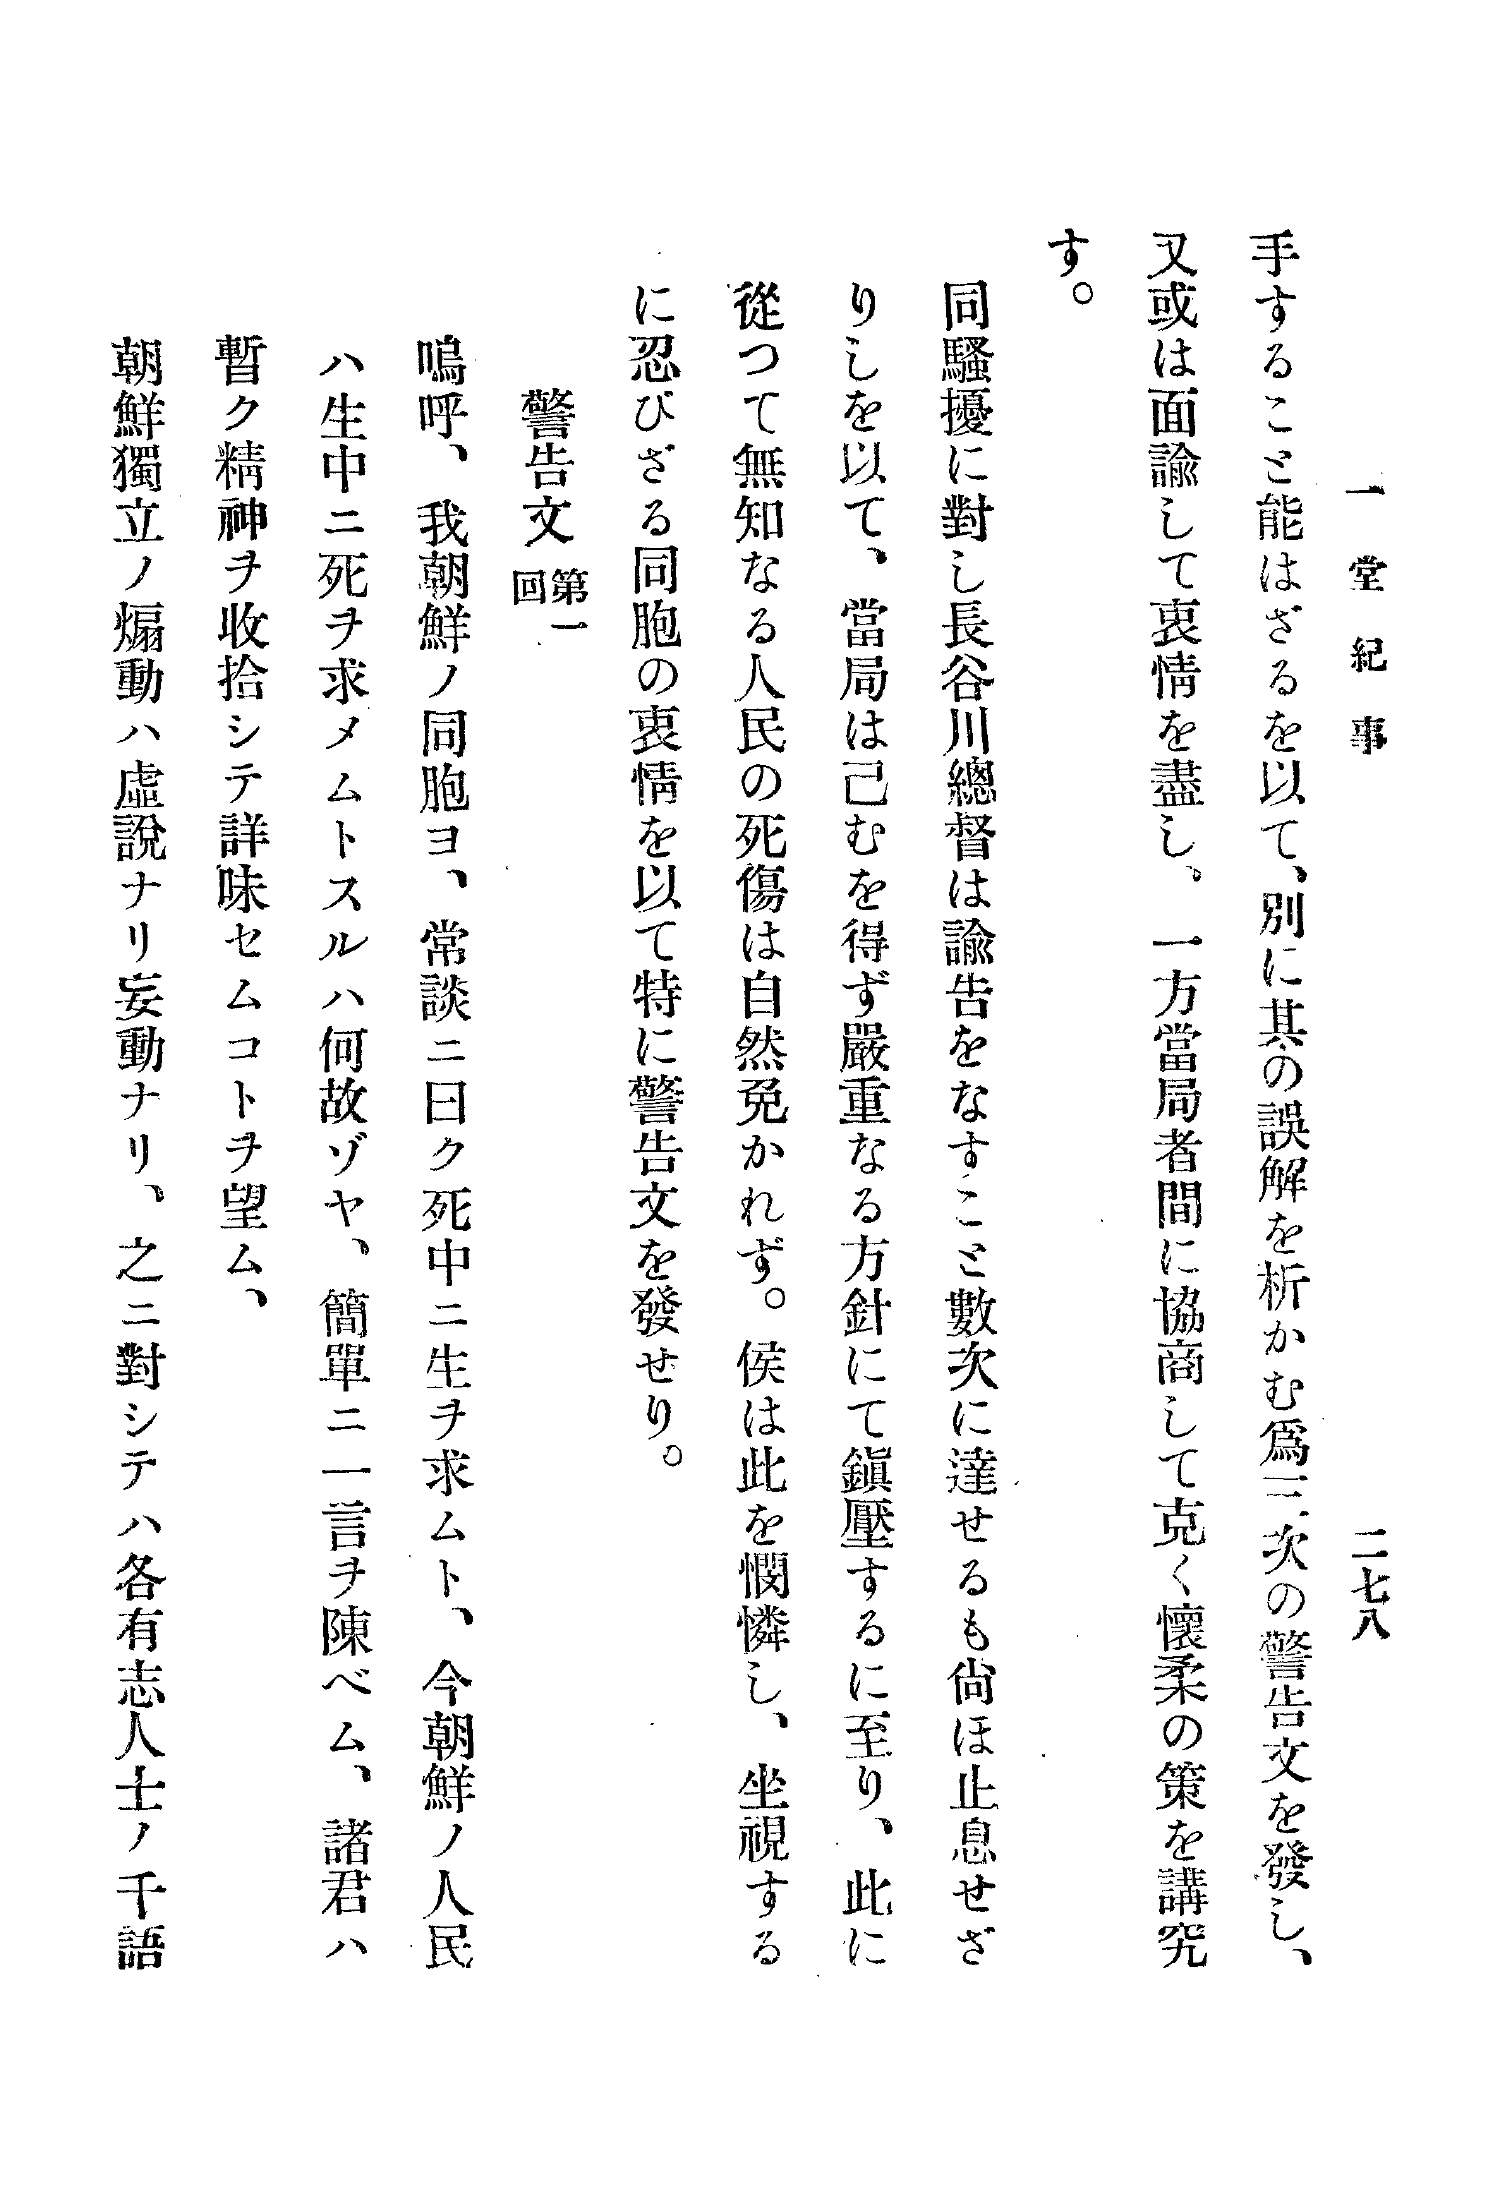 一堂紀事
二七八
手すること能はざるを以て、別に其の誤解を析かむ爲三次の警告文を發し、
又或は面諭して衷情を盡し。一方當局者間に協商して克く懷柔の策を講究
す。
同騷擾に對し長谷川總督は諭告をなすこと數次に達せるも尙ほ止息せざ
りしを以て、當局は己むを得ず嚴重なる方針にて鎭壓するに至り、此に
從つて無知なる人民の死傷は自然免かれず。侯は此を憫憐し、坐視する
に忍びざる同胞の衷情を以て特に警告文を發せり。
警告文 第一回
嗚呼、我朝鮮ノ同胞ヨ、常談ニ曰ク死中ニ生ヲ求ムト、今朝鮮ノ人民
ハ生中ニ死ヲ求メムトスルハ何故ゾヤ、簡單ニ一言ヲ陳ベム、諸君ハ
暫ク精神ヲ收拾シテ詳味セムコトヲ望ム、
朝鮮獨立ノ煽動ハ虛說ナリ妄動ナリ、之ニ對シテハ各有志人士ノ千語